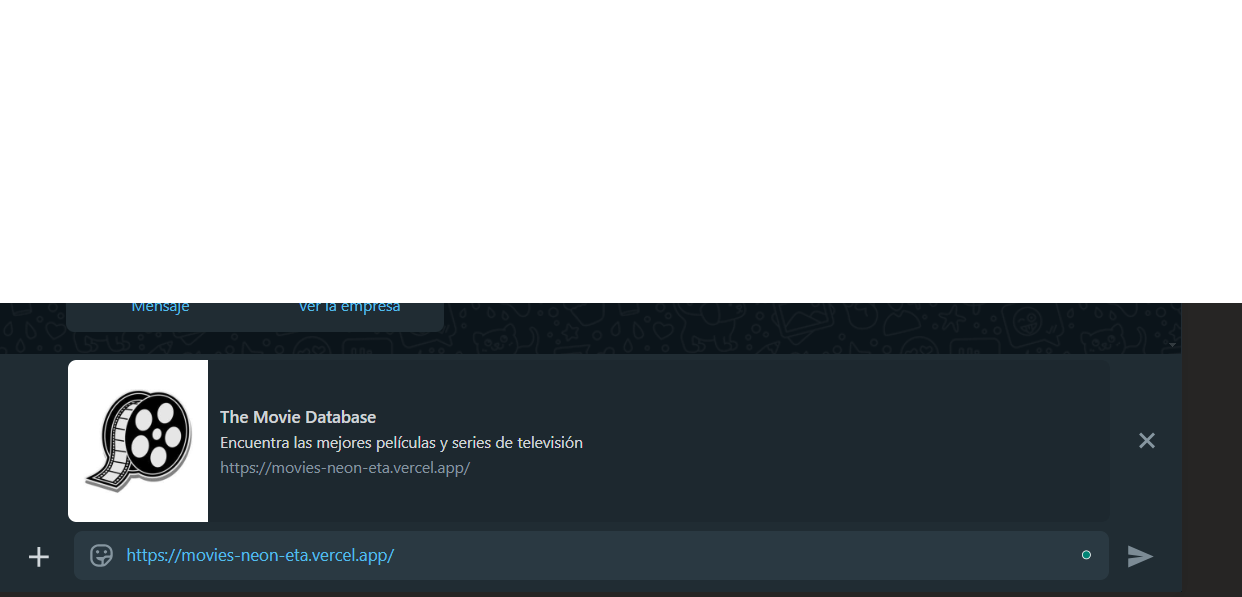 Mensaje
Ver la empresa
The Movie Database
Encuentra las mejores películas y series de televisión
https://movies-neon-eta.vercel.app/
https://movies-neon-eta.vercel.app/